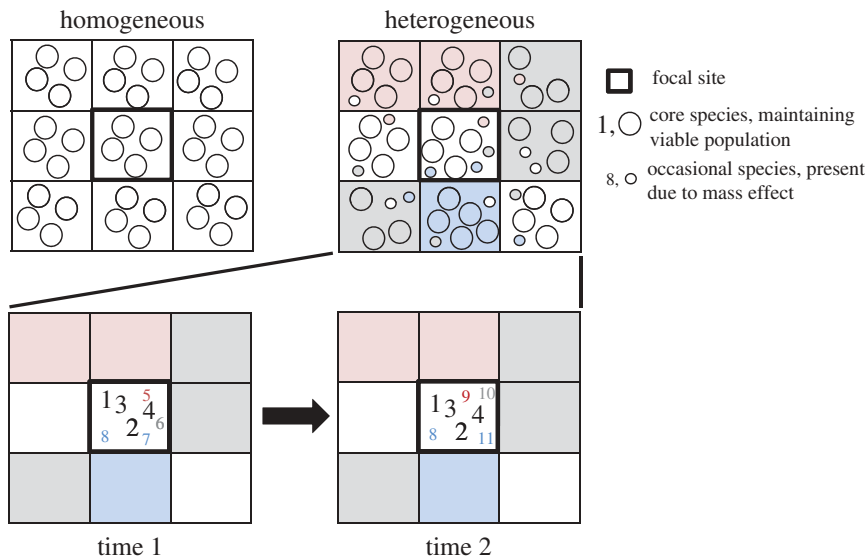 homogeneous
heterogeneous
focal site
1, core species, maintaining
viable population
8, occasional species, present
due to mass effect
1 3 5
4
2 6
8 7
1 3 9 10
4
8 2 11
time 1
time 2